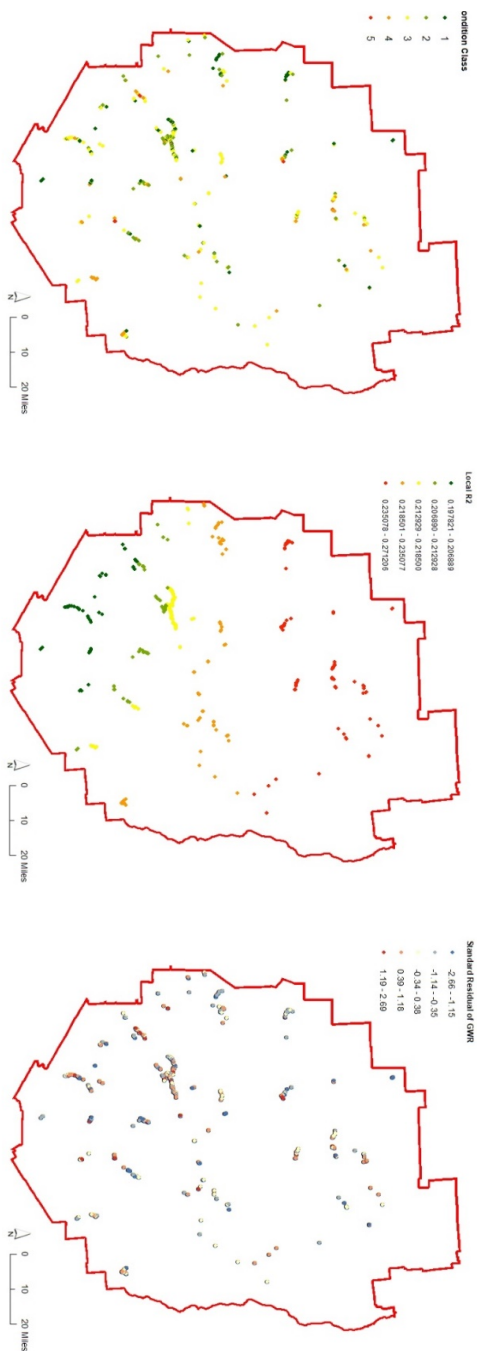 ondition Class
1
2
3
4
5
N
0
10
20 Miles
Local R2
0.197821 - 0.206889
0.206890 - 0.212928
0.212929 - 0.218500
0.218501 - 0.235077
0.235078 - 0.271206
N
0
10
20 Miles
Standard Residual of GWR
-2.66 - -1.15
-1.14 - -0.35
-0.34 - 0.38
0.39 - 1.18
1.19 - 2.69
N
0
10
20 Miles